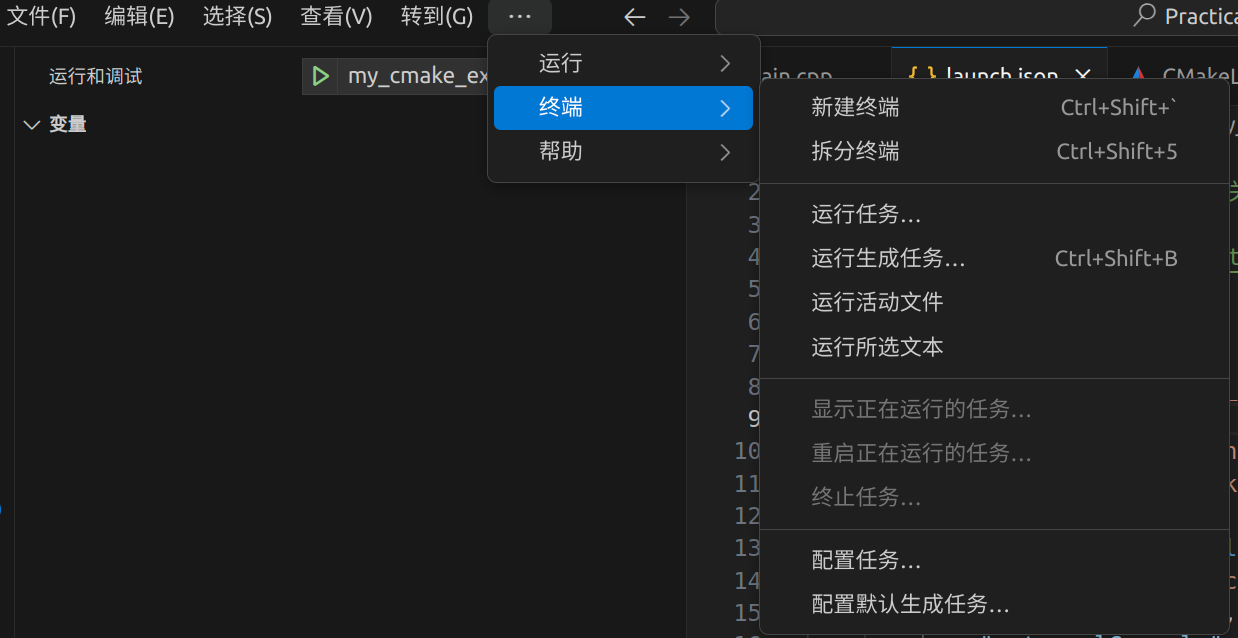 文件(F) 编辑(E) 选择(S) 查看(V) 转到(G) ...
运行和调试 my_cmake_ex
变量
运行
终端
帮助
launch.json
CMakeL
新建终端 Ctrl+Shift+`
拆分终端 Ctrl+Shift+5
运行任务...
运行生成任务... Ctrl+Shift+B
运行活动文件
运行所选文本
显示正在运行的任务...
重启正在运行的任务...
终止任务...
配置任务...
配置默认生成任务...
2
3
4
5
6
7
8
9
10
11
12
13
14
15